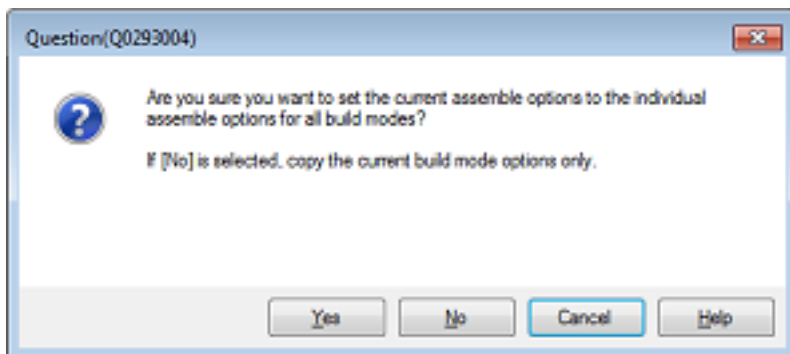 Question(Q0293004)
Are you sure you want to set the current assemble options to the individual
assemble options for all build modes?
If [No] is selected, copy the current build mode options only.
Yes No Cancel Help